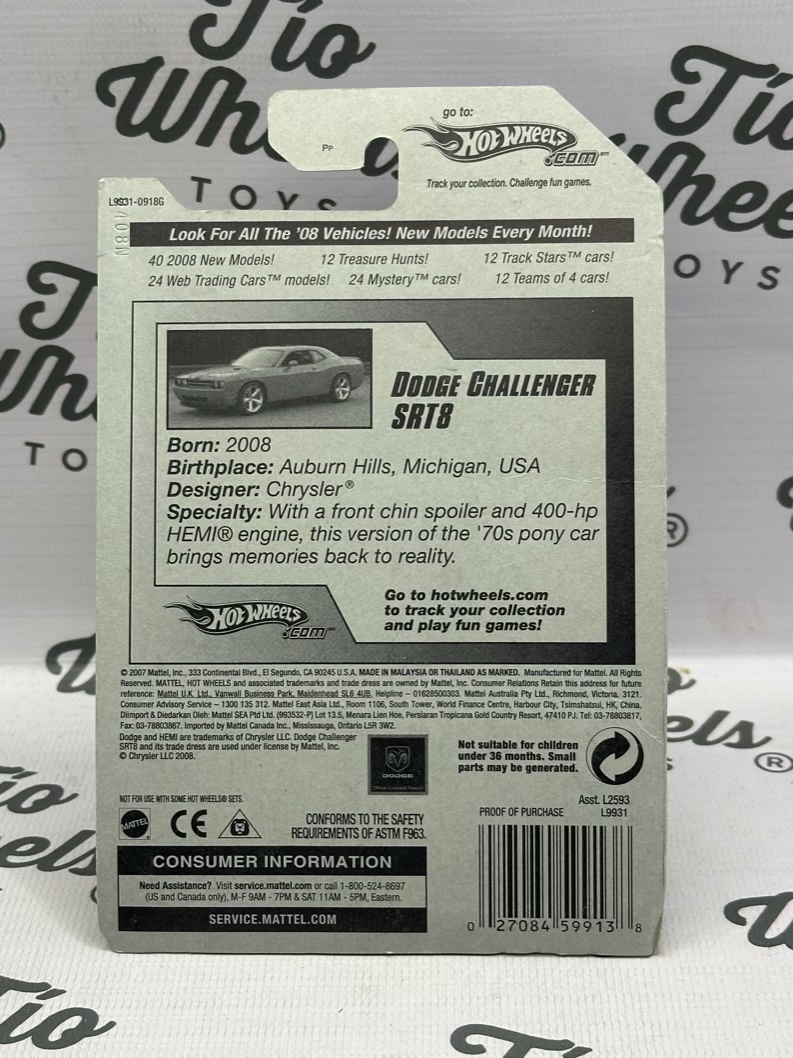 Tío
Wheels
TOYS
go to:
Hot Wheels
.com℠
Track your collection. Challenge fun games.
PP
L9931-0918G
Look For All The '08 Vehicles! New Models Every Month!
40 2008 New Models! 12 Treasure Hunts! 12 Track Stars™ cars!
24 Web Trading Cars™ models! 24 Mystery™ cars! 12 Teams of 4 cars!
DODGE CHALLENGER
SRT8
Born: 2008
Birthplace: Auburn Hills, Michigan, USA
Designer: Chrysler®
Specialty: With a front chin spoiler and 400-hp
HEMI® engine, this version of the '70s pony car
brings memories back to reality.
Hot Wheels
.com
Go to hotwheels.com
to track your collection
and play fun games!
© 2007 Mattel, Inc., 333 Continental Blvd., El Segundo, CA 90245 U.S.A. MADE IN MALAYSIA OR THAILAND AS MARKED. Manufactured for Mattel. All Rights
Reserved. MATTEL, HOT WHEELS and associated trademarks and trade dress are owned by Mattel, Inc. Consumer Relations Retain this address for future
reference: Mattel U.K. Ltd., Vanwall Business Park, Maidenhead SL6 4UB, Helpline – 01628500303. Mattel Australia Pty Ltd., Richmond, Victoria. 3121.
Consumer Advisory Service – 1300 135 312. Mattel East Asia Ltd., Room 1106, South Tower, World Finance Centre, Harbour City, Tsimshatsui, HK, China.
Diimport & Diedarkan Oleh: Mattel SEA Ptd Ltd. (993532-P) Lot 13.5, Menara Lien Hoe, Persiaran Tropicana Golf Country Resort, 47410 PJ. Tel: 03-78803817,
Fax: 03-78803867. Imported by Mattel Canada Inc., Mississauga, Ontario L5R 3W2.
Dodge and HEMI are trademarks of Chrysler LLC. Dodge Challenger
SRT8 and its trade dress are used under license by Mattel, Inc.
© Chrysler LLC 2008.
DODGE
Official Licensed Product
Not suitable for children
under 36 months. Small
parts may be generated.
NOT FOR USE WITH SOME HOT WHEELS® SETS.
MATTEL
CE
CONFORMS TO THE SAFETY
REQUIREMENTS OF ASTM F963.
Asst. L2593
PROOF OF PURCHASE L9931
CONSUMER INFORMATION
Need Assistance? Visit service.mattel.com or call 1-800-524-8697
(US and Canada only), M-F 9AM - 7PM & SAT 11AM - 5PM, Eastern.
SERVICE.MATTEL.COM
0 27084 59913 8